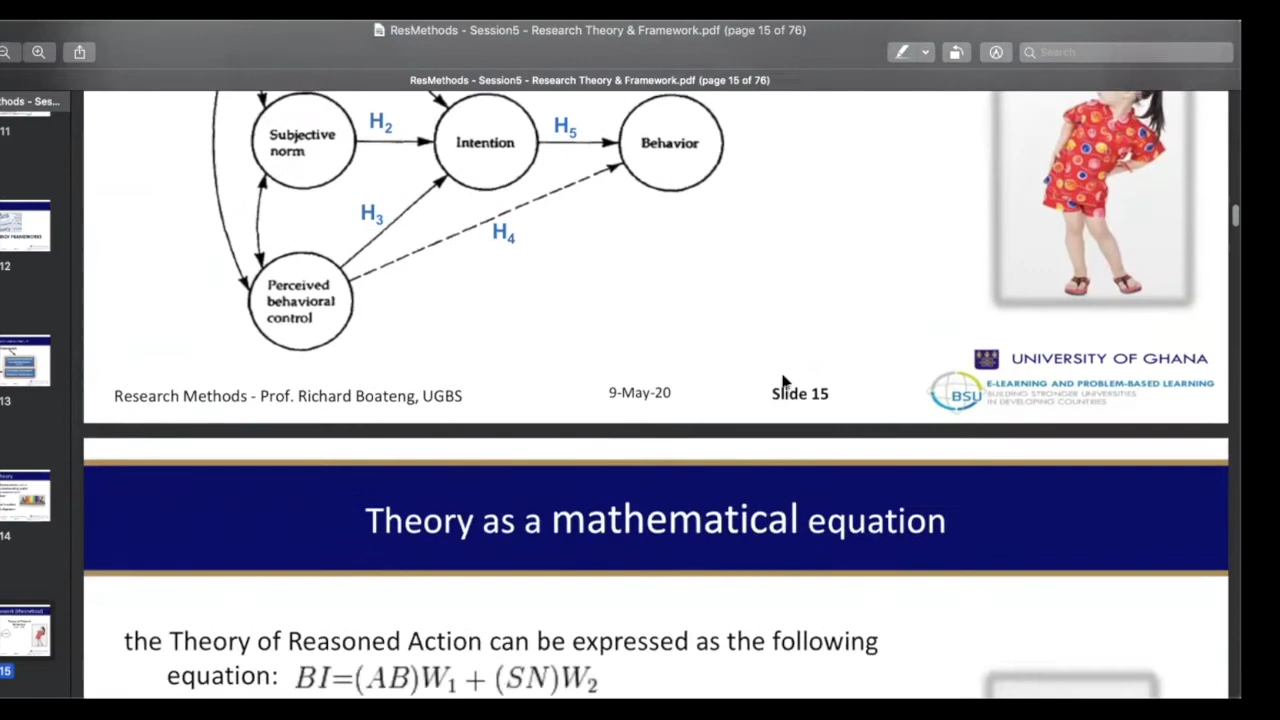 ResMethods - Session5 - Research Theory & Framework.pdf (page 15 of 76)
Search
ResMethods - Session5 - Research Theory & Framework.pdf (page 15 of 76)
thods - Ses...
11
12
13
14
15
Subjective
norm
H2
Intention
H5
Behavior
H3
H4
Perceived
behavioral
control
UNIVERSITY OF GHANA
BSU
E-LEARNING AND PROBLEM-BASED LEARNING
BUILDING STRONGER UNIVERSITIES
IN DEVELOPING COUNTRIES
Research Methods - Prof. Richard Boateng, UGBS
9-May-20
Slide 15
Theory as a mathematical equation
the Theory of Reasoned Action can be expressed as the following
equation: BI=(AB)W1 + (SN)W2